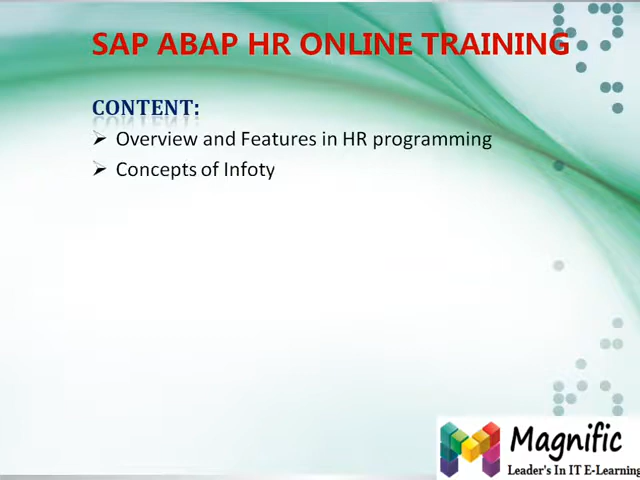 SAP ABAP HR ONLINE TRAINING
CONTENT:
Overview and Features in HR programming
Concepts of Infoty
Magnific
Leader's In IT E-Learning